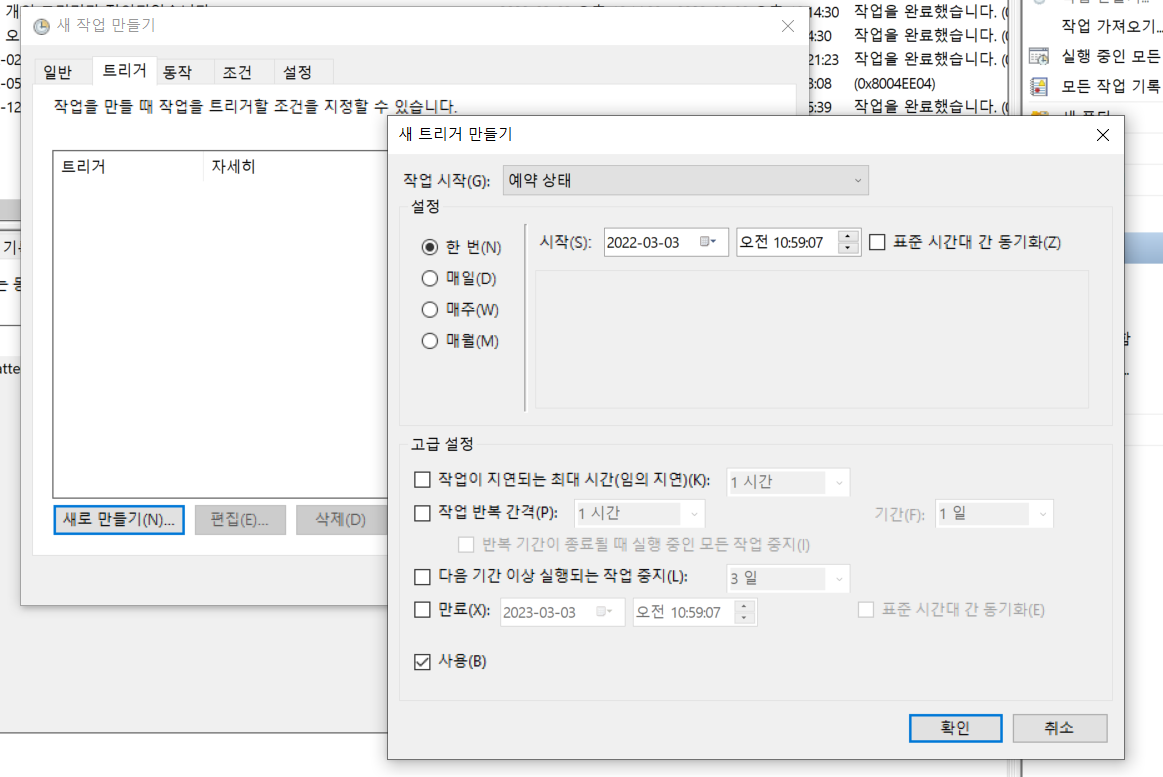 새 작업 만들기
14:30 작업을 완료했습니다. (0
4:30 작업을 완료했습니다. (0
21:23 작업을 완료했습니다. (0
3:08 (0x8004EE04)
5:39 작업을 완료했습니다. (0
작업 가져오기...
실행 중인 모든
모든 작업 기록
-02
-05
-12
일반 트리거 동작 조건 설정
작업을 만들 때 작업을 트리거할 조건을 지정할 수 있습니다.
트리거 자세히
새로 만들기(N)... 편집(E)... 삭제(D)
새 트리거 만들기
작업 시작(G): 예약 상태
설정
한 번(N)
매일(D)
매주(W)
매월(M)
시작(S): 2022-03-03 오전 10:59:07 표준 시간대 간 동기화(Z)
고급 설정
작업이 지연되는 최대 시간(임의 지연)(K): 1 시간
작업 반복 간격(P): 1 시간 기간(F): 1 일
반복 기간이 종료될 때 실행 중인 모든 작업 중지(I)
다음 기간 이상 실행되는 작업 중지(L): 3 일
만료(X): 2023-03-03 오전 10:59:07 표준 시간대 간 동기화(E)
사용(B)
확인 취소